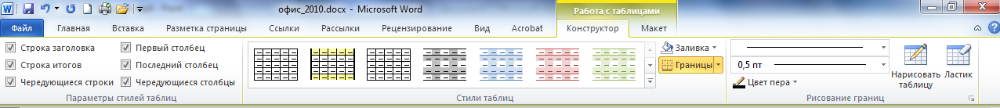 офис_2010.docx - Microsoft Word
Работа с таблицами
Файл Главная Вставка Разметка страницы Ссылки Рассылки Рецензирование Вид Acrobat Конструктор Макет
Строка заголовка Первый столбец Заливка
Строка итогов Последний столбец Границы 0,5 пт
Чередующиеся строки Чередующиеся столбцы Цвет пера Нарисовать таблицу Ластик
Параметры стилей таблиц Стили таблиц Рисование границ